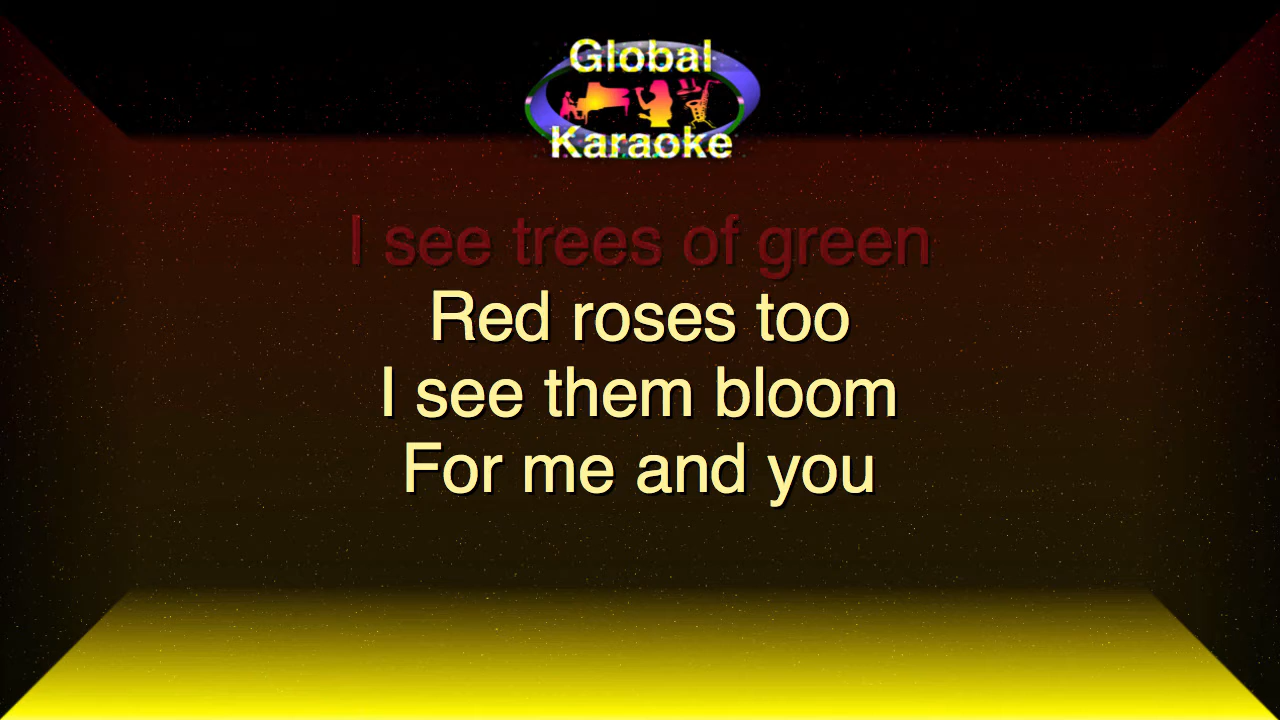 Global
Karaoke
I see trees of green
Red roses too
I see them bloom
For me and you